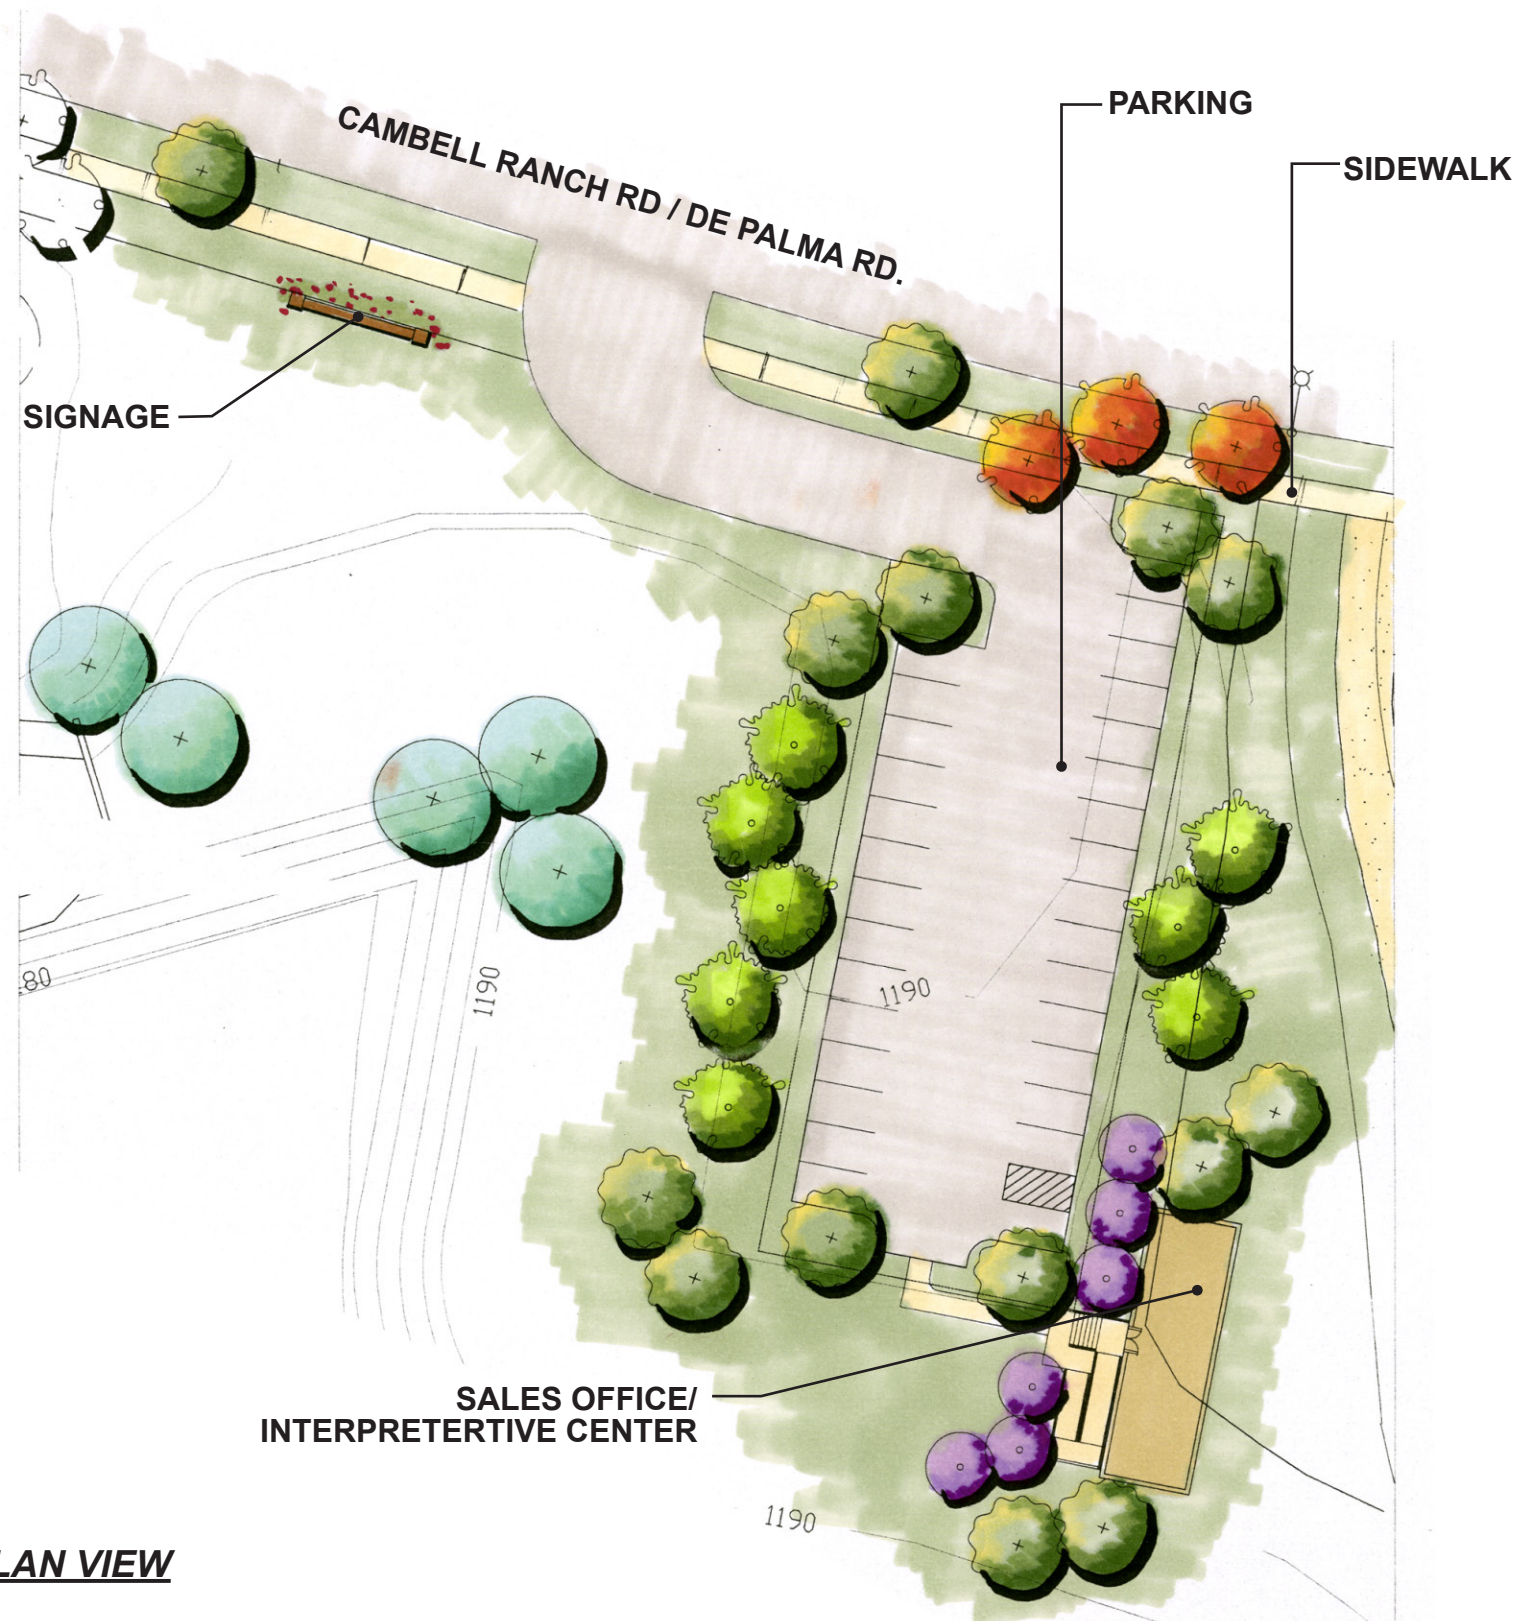 PARKING
CAMBELL RANCH RD / DE PALMA RD.
SIDEWALK
SIGNAGE
80
1190
1190
SALES OFFICE/
INTERPRETERTIVE CENTER
1190
LAN VIEW